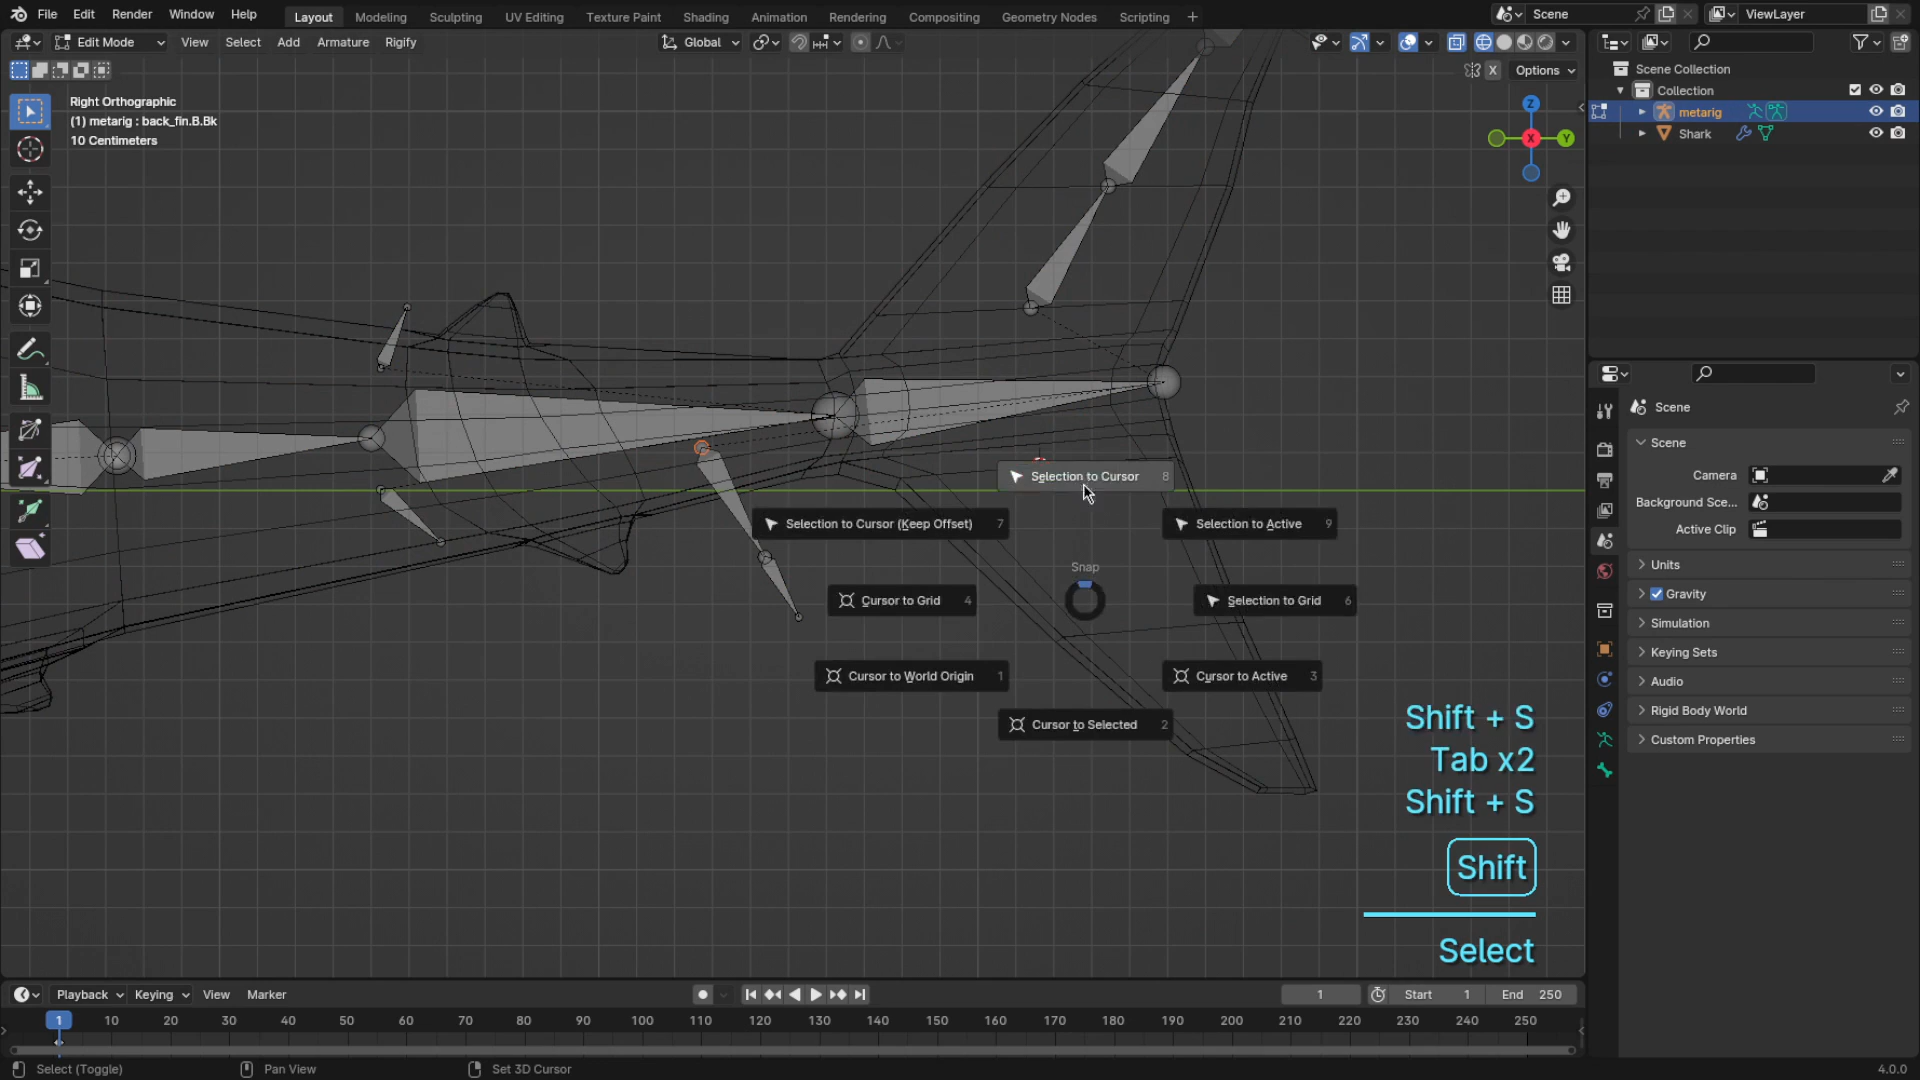 File Edit Render Window Help Layout Modeling Sculpting UV Editing Texture Paint Shading Animation Rendering Compositing Geometry Nodes Scripting + Scene ViewLayer
Edit Mode View Select Add Armature Rigify Global
X Options
Right Orthographic
(1) metarig : back_fin.B.Bk
10 Centimeters
Z
X
Y
Scene Collection
Collection
metarig
Shark
Selection to Cursor 8
Selection to Cursor (Keep Offset) 7
Selection to Active 9
Snap
Cursor to Grid 4
Selection to Grid 6
Cursor to World Origin 1
Cursor to Active 3
Cursor to Selected 2
Shift + S
Tab x2
Shift + S
Shift
Select
Scene
Scene
Camera
Background Sce...
Active Clip
Units
Gravity
Simulation
Keying Sets
Audio
Rigid Body World
Custom Properties
Playback Keying View Marker 1 Start 1 End 250
1 10 20 30 40 50 60 70 80 90 100 110 120 130 140 150 160 170 180 190 200 210 220 230 240 250
Select (Toggle) Pan View Set 3D Cursor 4.0.0